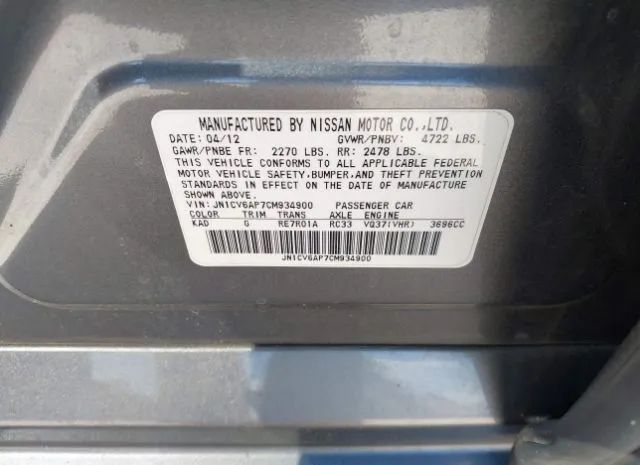 MANUFACTURED BY NISSAN MOTOR CO.,LTD.
DATE: 04/12 GVWR/PNBV: 4722 LBS.
GAWR/PNBE FR: 2270 LBS. RR: 2478 LBS.
THIS VEHICLE CONFORMS TO ALL APPLICABLE FEDERAL
MOTOR VEHICLE SAFETY,BUMPER,AND THEFT PREVENTION
STANDARDS IN EFFECT ON THE DATE OF MANUFACTURE
SHOWN ABOVE.
VIN: JN1CV6AP7CM934900 PASSENGER CAR
COLOR TRIM TRANS AXLE ENGINE
KAD G RE7R01A RC33 VQ37(VHR) 3696CC
JN1CV6AP7CM934900